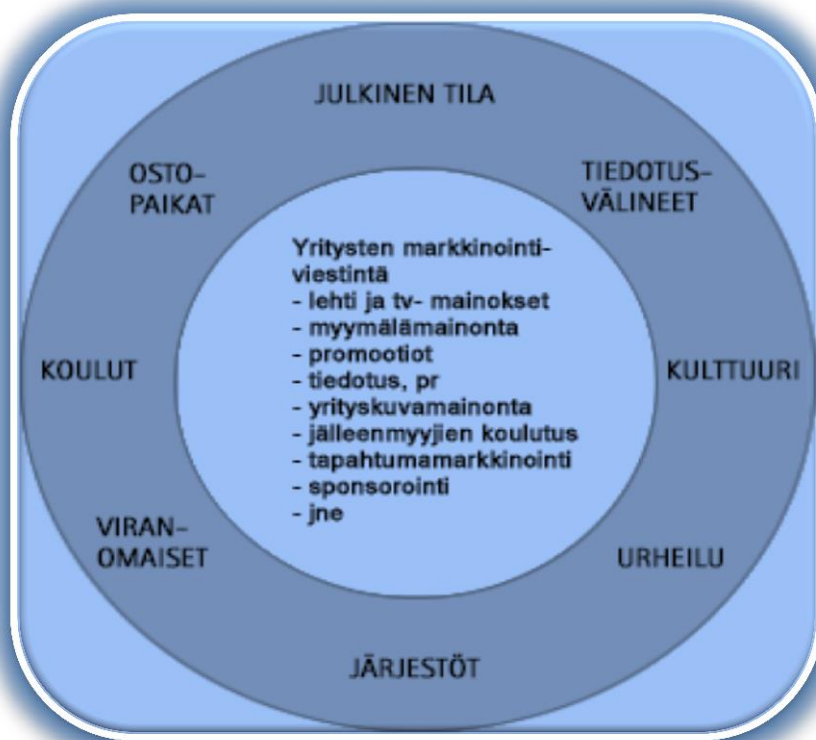 JULKINEN TILA
OSTO-
PAIKAT
TIEDOTUS-
VÄLINEET
Yritysten markkinointi-
viestintä
- lehti ja tv- mainokset
- myymälämainonta
- promootiot
- tiedotus, pr
- yrityskuvamainonta
- jälleenmyyjien koulutus
- tapahtumamarkkinointi
- sponsorointi
- jne
KOULUT
KULTTUURI
VIRAN-
OMAISET
URHEILU
JÄRJESTÖT